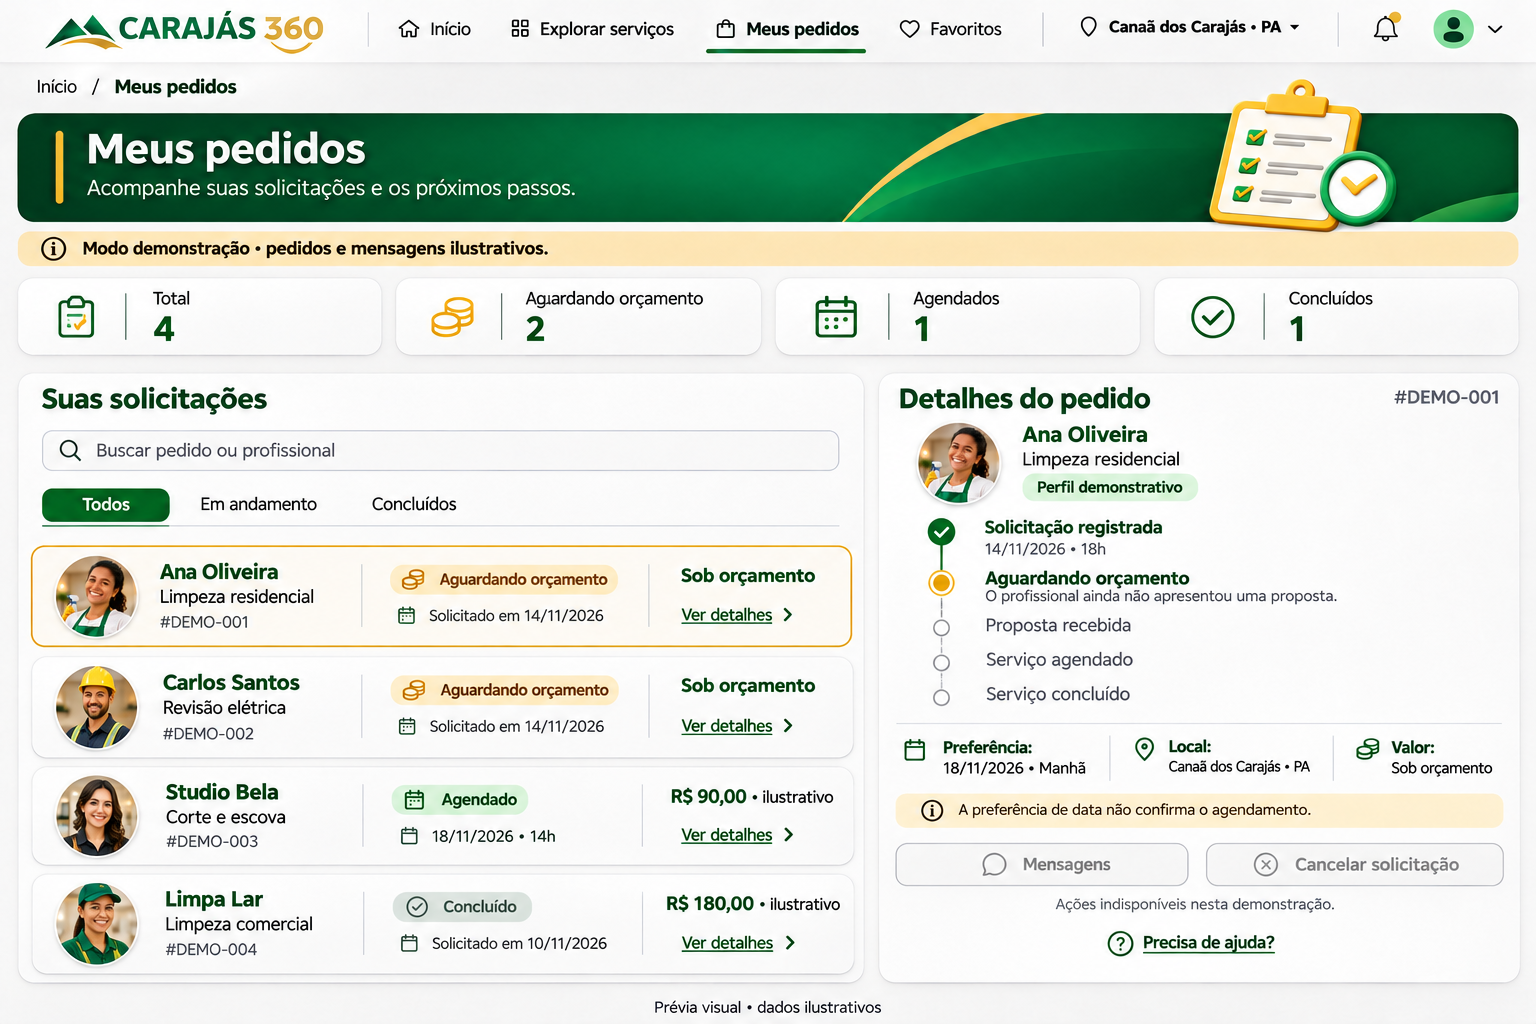 CARAJÁS 360
Início
Explorar serviços
Meus pedidos
Favoritos
Canaã dos Carajás • PA
Início / Meus pedidos
Meus pedidos
Acompanhe suas solicitações e os próximos passos.
Modo demonstração • pedidos e mensagens ilustrativos.
Total
4
Aguardando orçamento
2
Agendados
1
Concluídos
1
Suas solicitações
Buscar pedido ou profissional
Todos
Em andamento
Concluídos
Ana Oliveira
Limpeza residencial
#DEMO-001
Aguardando orçamento
Solicitado em 14/11/2026
Sob orçamento
Ver detalhes
Carlos Santos
Revisão elétrica
#DEMO-002
Aguardando orçamento
Solicitado em 14/11/2026
Sob orçamento
Ver detalhes
Studio Bela
Corte e escova
#DEMO-003
Agendado
18/11/2026 • 14h
R$ 90,00 • ilustrativo
Ver detalhes
Limpa Lar
Limpeza comercial
#DEMO-004
Concluído
Solicitado em 10/11/2026
R$ 180,00 • ilustrativo
Ver detalhes
Detalhes do pedido
#DEMO-001
Ana Oliveira
Limpeza residencial
Perfil demonstrativo
Solicitação registrada
14/11/2026 • 18h
Aguardando orçamento
O profissional ainda não apresentou uma proposta.
Proposta recebida
Serviço agendado
Serviço concluído
Preferência:
18/11/2026 • Manhã
Local:
Canaã dos Carajás • PA
Valor:
Sob orçamento
A preferência de data não confirma o agendamento.
Mensagens
Cancelar solicitação
Ações indisponíveis nesta demonstração.
Precisa de ajuda?
Prévia visual • dados ilustrativos